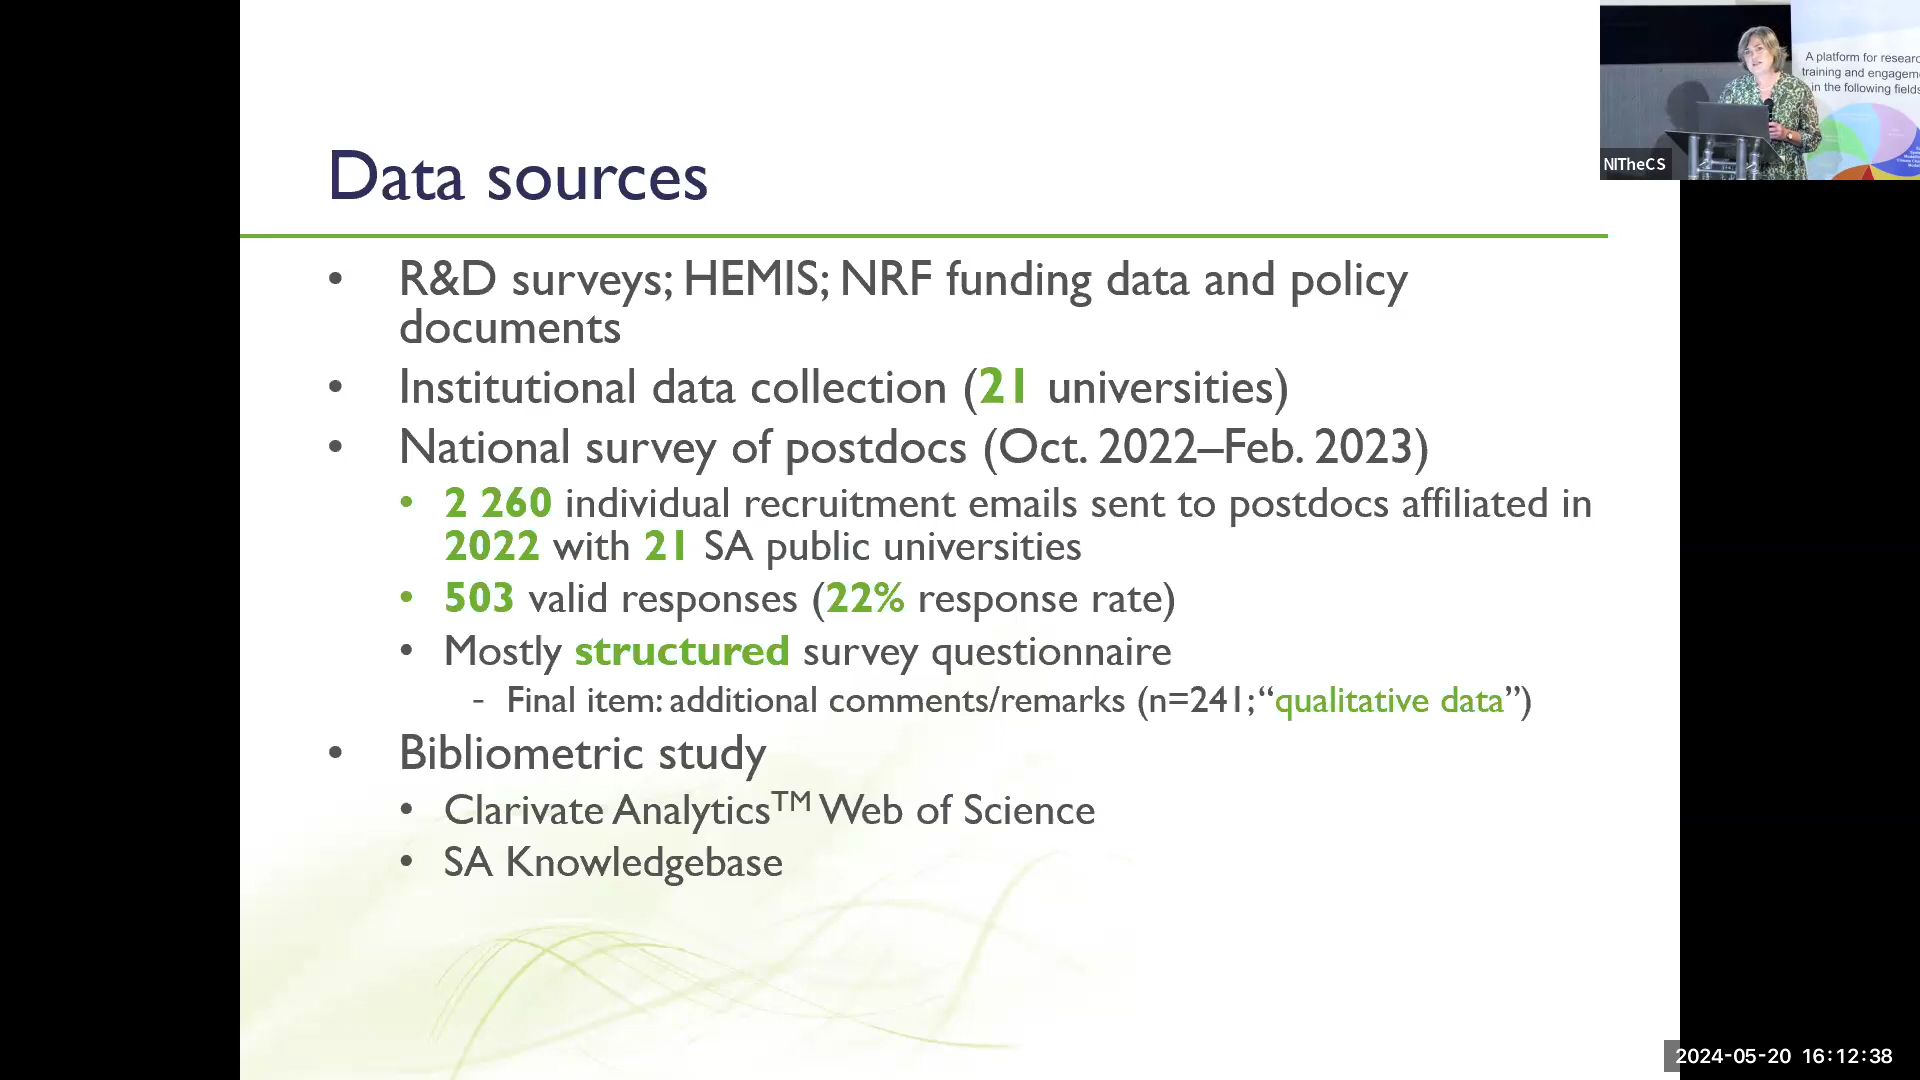 A platform for researc
training and engagem
in the following fields
NITheCS
Data sources
• R&D surveys; HEMIS; NRF funding data and policy
documents
• Institutional data collection (21 universities)
• National survey of postdocs (Oct. 2022–Feb. 2023)
• 2 260 individual recruitment emails sent to postdocs affiliated in
2022 with 21 SA public universities
• 503 valid responses (22% response rate)
• Mostly structured survey questionnaire
- Final item: additional comments/remarks (n=241; “qualitative data”)
• Bibliometric study
• Clarivate Analytics™ Web of Science
• SA Knowledgebase
2024-05-20 16:12:38